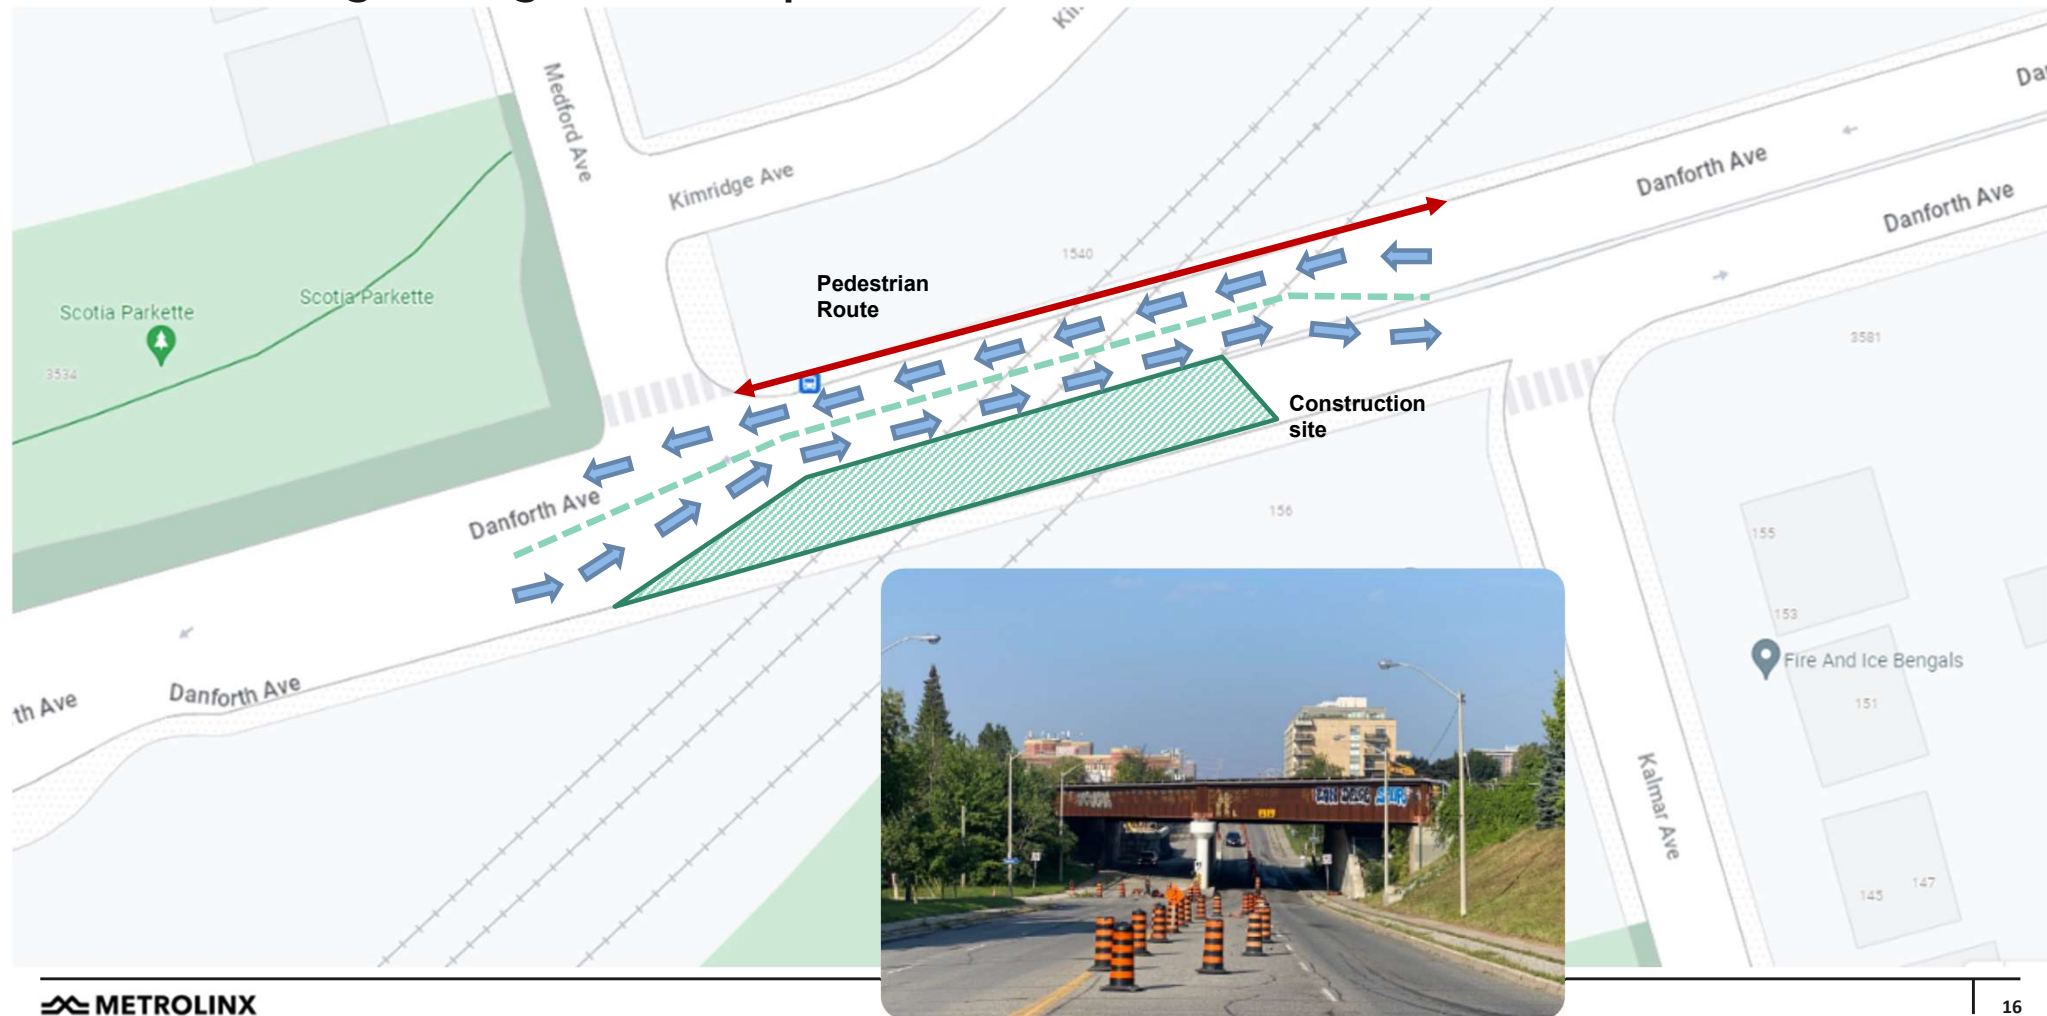 Medford Ave
Kimridge Ave
Danforth Ave
Danforth Ave
1540
Pedestrian
Route
Scotia Parkette
Scotia Parkette
3534
3581
Construction
site
Danforth Ave
156
155
153
Fire And Ice Bengals
151
Danforth Ave
th Ave
Kalmar Ave
147
145
METROLINX
16